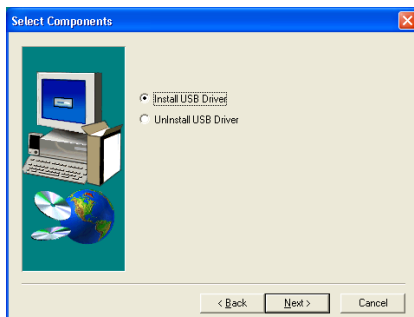 Select Components
Install USB Driver
UnInstall USB Driver
< Back
Next >
Cancel